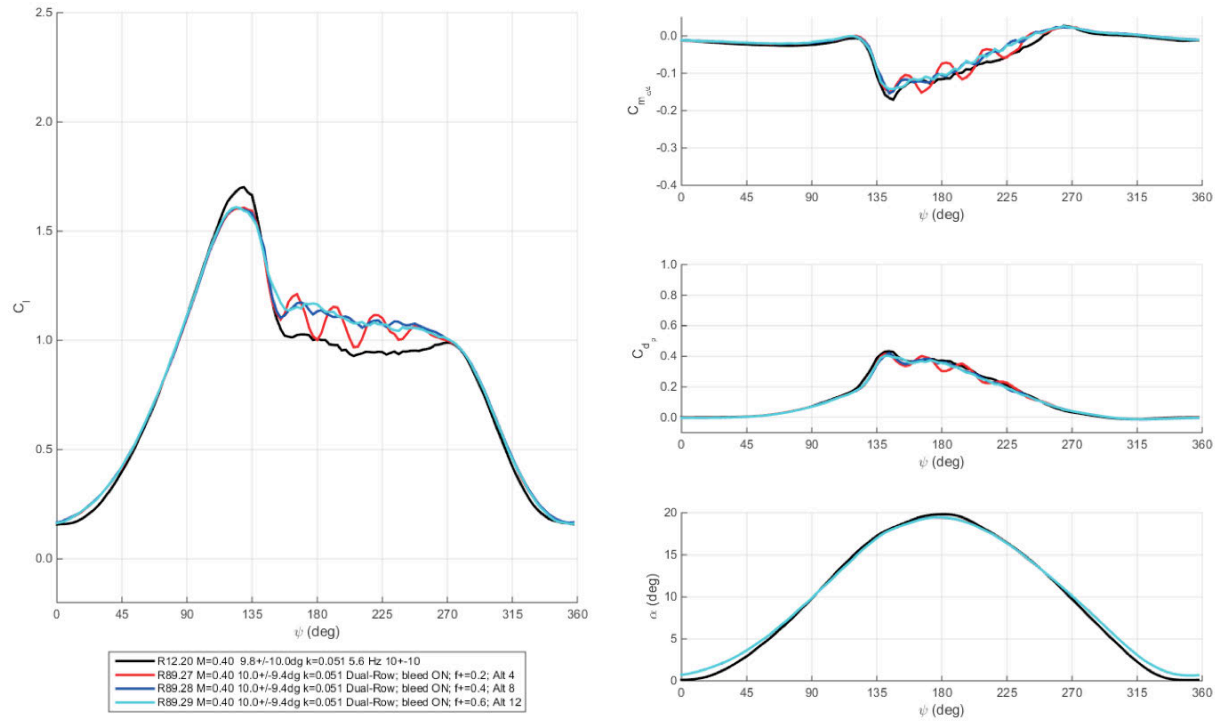 2.5
2.0
1.5
1.0
0.5
0.0
C_l
0 45 90 135 180 225 270 315 360
ψ (deg)
R12.20 M=0.40 9.8+/-10.0dg k=0.051 5.6 Hz 10+-10
R89.27 M=0.40 10.0+/-9.4dg k=0.051 Dual-Row; bleed ON; f+=0.2; Alt 4
R89.28 M=0.40 10.0+/-9.4dg k=0.051 Dual-Row; bleed ON; f+=0.4; Alt 8
R89.29 M=0.40 10.0+/-9.4dg k=0.051 Dual-Row; bleed ON; f+=0.6; Alt 12
0.0
-0.1
-0.2
-0.3
-0.4
C_m_c/4
0 45 90 135 180 225 270 315 360
ψ (deg)
1.0
0.8
0.6
0.4
0.2
0.0
C_d_p
0 45 90 135 180 225 270 315 360
ψ (deg)
20
15
10
5
0
α (deg)
0 45 90 135 180 225 270 315 360
ψ (deg)